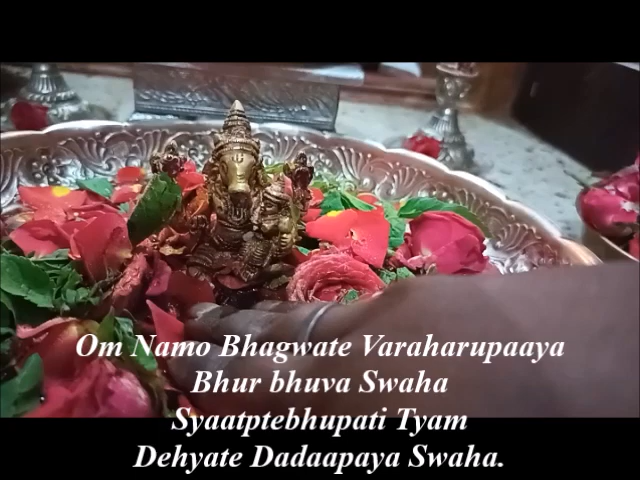 Om Namo Bhagwate Varaharupaaya
Bhur bhuva Swaha
Syaatptebhupati Tyam
Dehyate Dadaapaya Swaha.